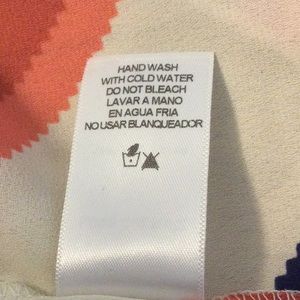 HAND WASH
WITH COLD WATER
DO NOT BLEACH
LAVAR A MANO
EN AGUA FRIA
NO USAR BLANQUEADOR